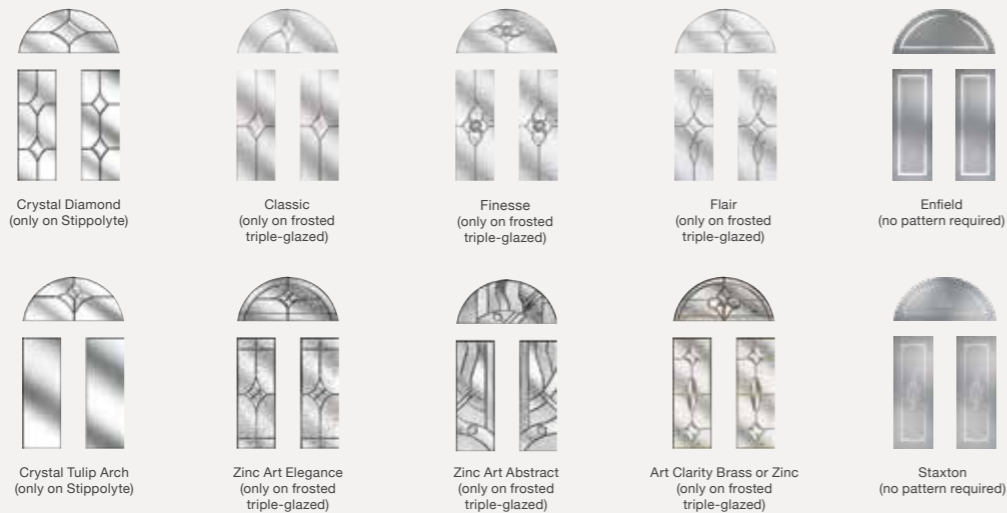 Crystal Diamond
(only on Stippolyte)
Classic
(only on frosted
triple-glazed)
Finesse
(only on frosted
triple-glazed)
Flair
(only on frosted
triple-glazed)
Enfield
(no pattern required)
Crystal Tulip Arch
(only on Stippolyte)
Zinc Art Elegance
(only on frosted
triple-glazed)
Zinc Art Abstract
(only on frosted
triple-glazed)
Art Clarity Brass or Zinc
(only on frosted
triple-glazed)
Staxton
(no pattern required)